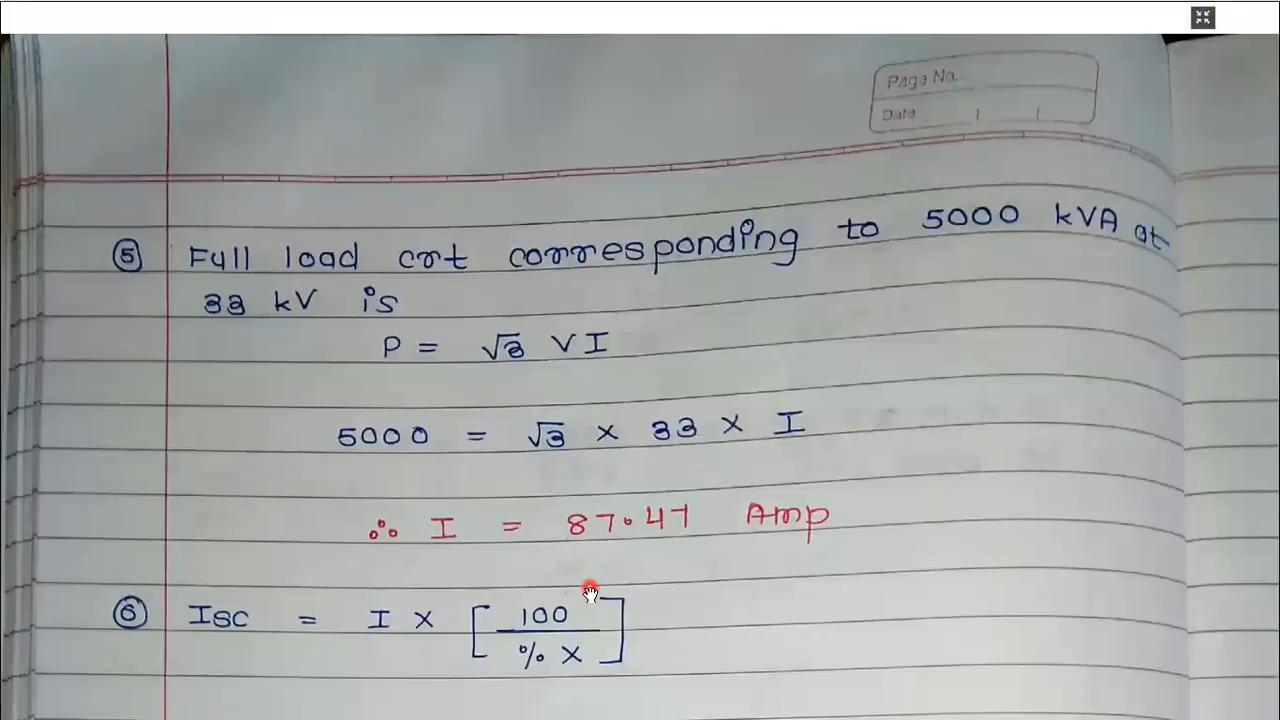 Page No.
Date / /
⑤ Full load crt corresponding to 5000 kVA at
33 kV is
P = √3 V I
5000 = √3 × 33 × I
∴ I = 87.47 Amp
⑥ Isc = I × [ 100
% X ]